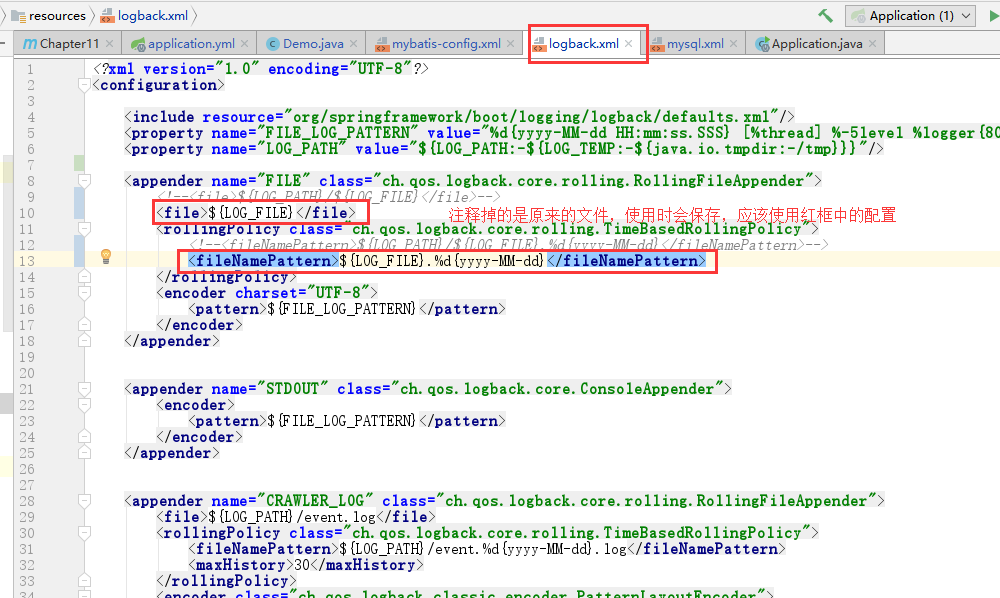 resources logback.xml Application (1)
m Chapter11 application.yml Demo.java mybatis-config.xml logback.xml mysql.xml Application.java
1 <?xml version="1.0" encoding="UTF-8"?>
2 <configuration>
3
4 <include resource="org/springframework/boot/logging/logback/defaults.xml"/>
5 <property name="FILE_LOG_PATTERN" value="%d{yyyy-MM-dd HH:mm:ss.SSS} [%thread] %-5level %logger{80
6 <property name="LOG_PATH" value="${LOG_PATH:-${LOG_TEMP:-${java.io.tmpdir:-/tmp}}}"/>
7
8 <appender name="FILE" class="ch.qos.logback.core.rolling.RollingFileAppender">
9 <!--<file>${LOG_PATH}/${LOG_FILE}</file>-->
10 <file>${LOG_FILE}</file> 注释掉的是原来的文件，使用时会保存，应该使用红框中的配置
11 <rollingPolicy class="ch.qos.logback.core.rolling.TimeBasedRollingPolicy">
12 <!--<fileNamePattern>${LOG_PATH}/${LOG_FILE}.%d{yyyy-MM-dd}</fileNamePattern>-->
13 <fileNamePattern>${LOG_FILE}.%d{yyyy-MM-dd}</fileNamePattern>
14 </rollingPolicy>
15 <encoder charset="UTF-8">
16 <pattern>${FILE_LOG_PATTERN}</pattern>
17 </encoder>
18 </appender>
19
20
21 <appender name="STDOUT" class="ch.qos.logback.core.ConsoleAppender">
22 <encoder>
23 <pattern>${FILE_LOG_PATTERN}</pattern>
24 </encoder>
25 </appender>
26
27
28 <appender name="CRAWLER_LOG" class="ch.qos.logback.core.rolling.RollingFileAppender">
29 <file>${LOG_PATH}/event.log</file>
30 <rollingPolicy class="ch.qos.logback.core.rolling.TimeBasedRollingPolicy">
31 <fileNamePattern>${LOG_PATH}/event.%d{yyyy-MM-dd}.log</fileNamePattern>
32 <maxHistory>30</maxHistory>
33 </rollingPolicy>
34 <encoder class="ch.qos.logback.classic.encoder.PatternLayoutEncoder">